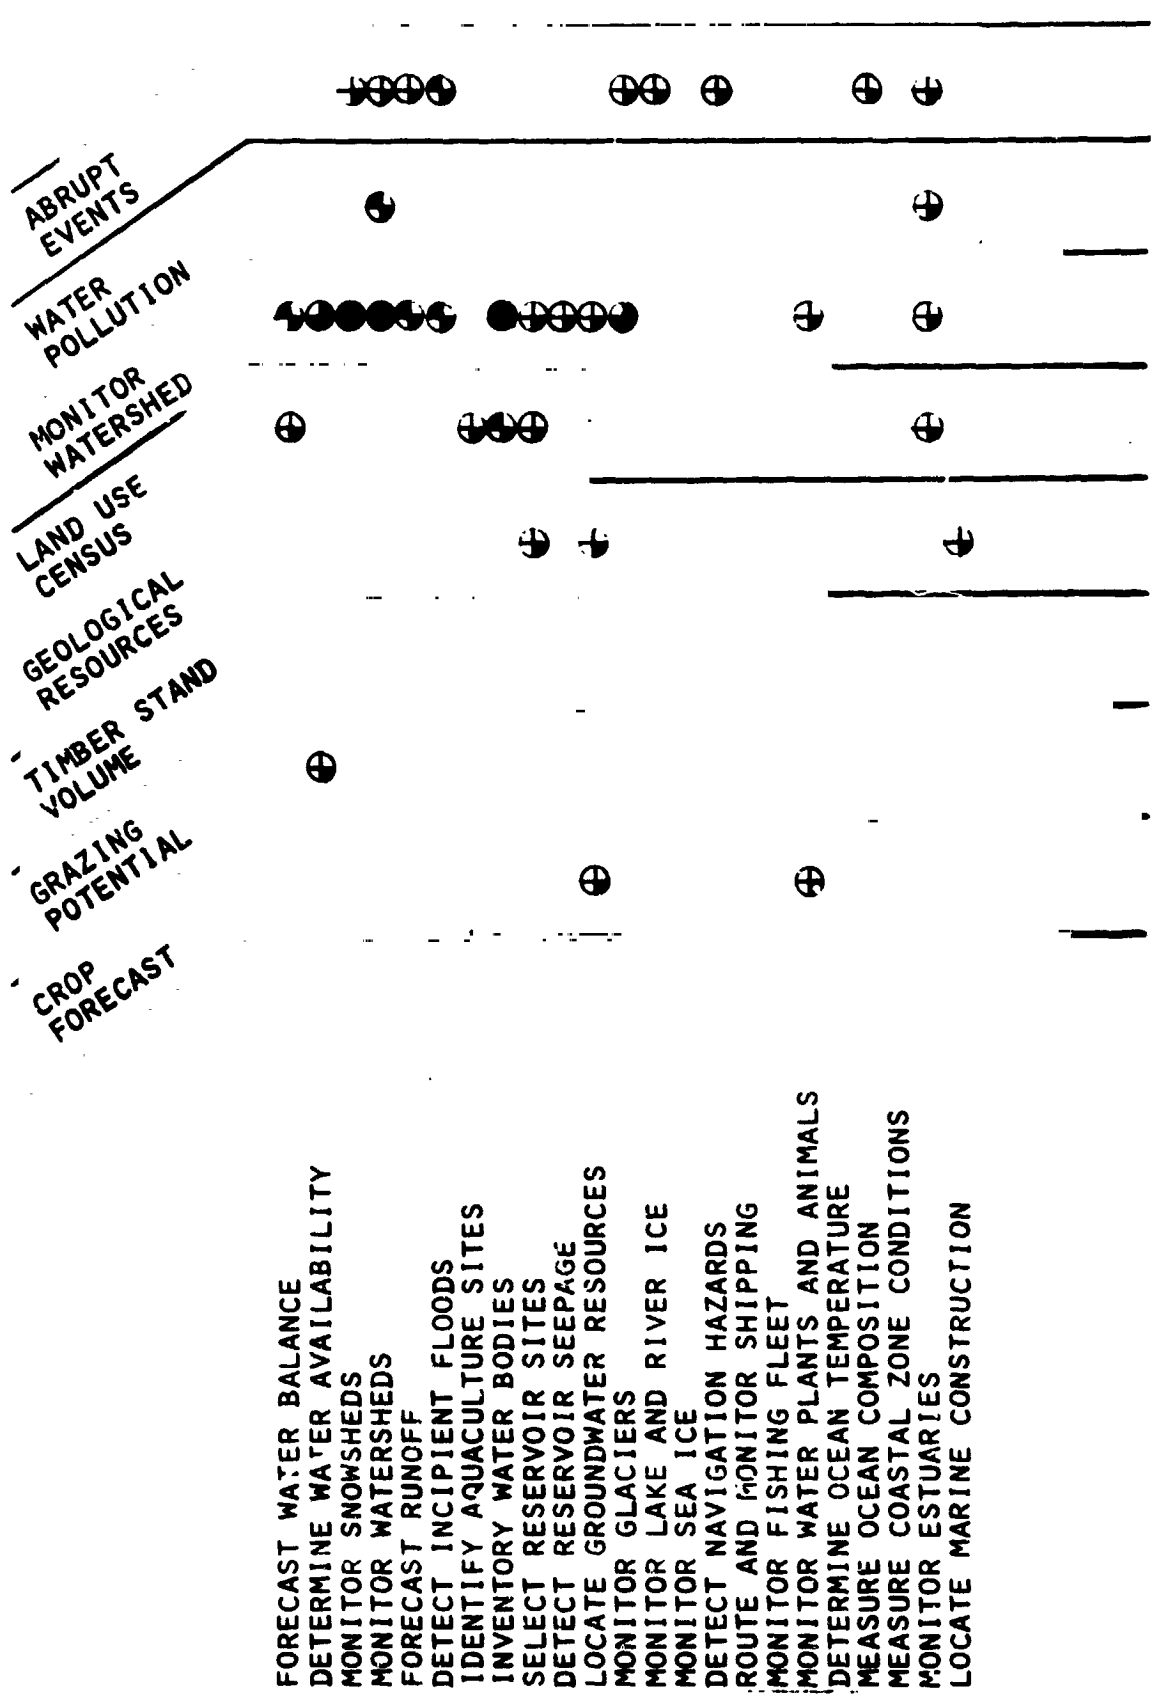 ABRUPT
EVENTS
WATER
POLLUTION
MONITOR
WATERSHED
LAND USE
CENSUS
GEOLOGICAL
RESOURCES
TIMBER STAND
VOLUME
GRAZING
POTENTIAL
CROP
FORECAST
FORECAST WATER BALANCE
DETERMINE WATER AVAILABILITY
MONITOR SNOWSHEDS
MONITOR WATERSHEDS
FORECAST RUNOFF
DETECT INCIPIENT FLOODS
IDENTIFY AQUACULTURE SITES
INVENTORY WATER BODIES
SELECT RESERVOIR SITES
DETECT RESERVOIR SEEPAGE
LOCATE GROUNDWATER RESOURCES
MONITOR GLACIERS
MONITOR LAKE AND RIVER ICE
MONITOR SEA ICE
DETECT NAVIGATION HAZARDS
ROUTE AND MONITOR SHIPPING
MONITOR FISHING FLEET
MONITOR WATER PLANTS AND ANIMALS
DETERMINE OCEAN TEMPERATURE
MEASURE OCEAN COMPOSITION
MEASURE COASTAL ZONE CONDITIONS
MONITOR ESTUARIES
LOCATE MARINE CONSTRUCTION